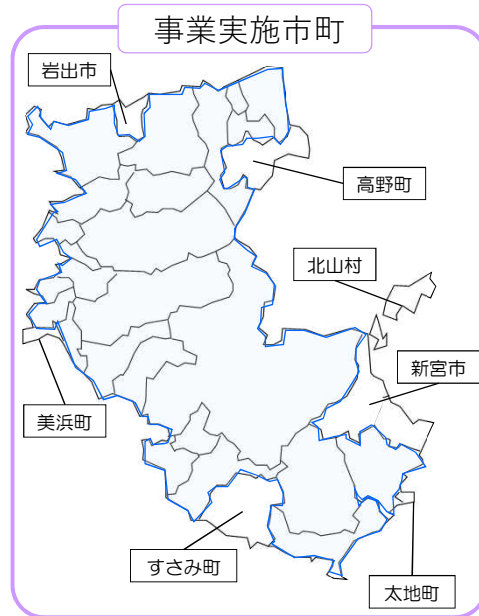 事業実施市町
岩出市
高野町
北山村
新宮市
美浜町
すさみ町
太地町